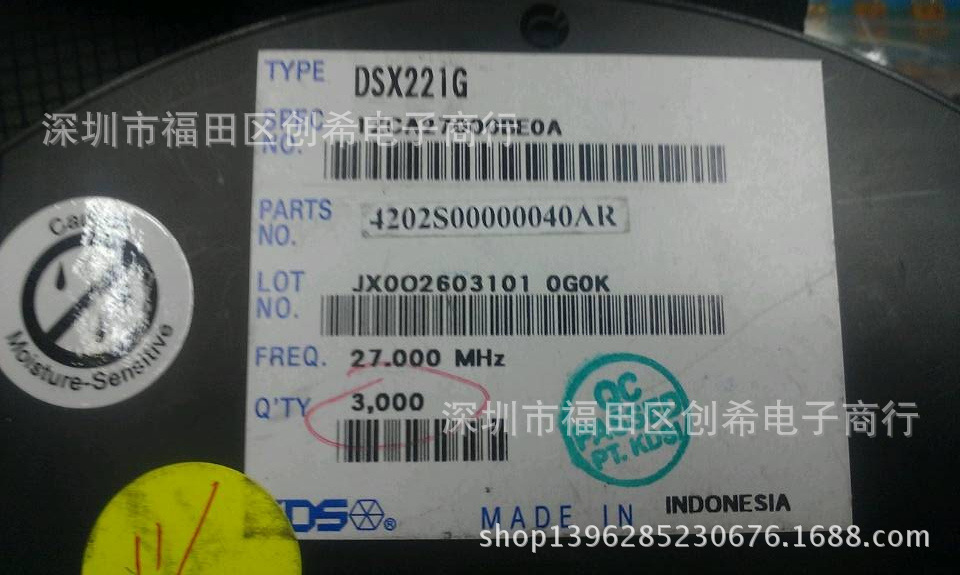 TYPE DSX221G
SPEC NO.
深圳市福田区创希电子商行
PARTS NO. 4202S00000040AR
LOT NO. JX002603101 0G0K
FREQ. 27.000 MHz
Q'TY 3,000
深圳市福田区创希电子商行
QC
PASSED
PT. KDS
Moisture-Sensitive
KDS®
MADE IN INDONESIA
shop1396285230676.1688.com